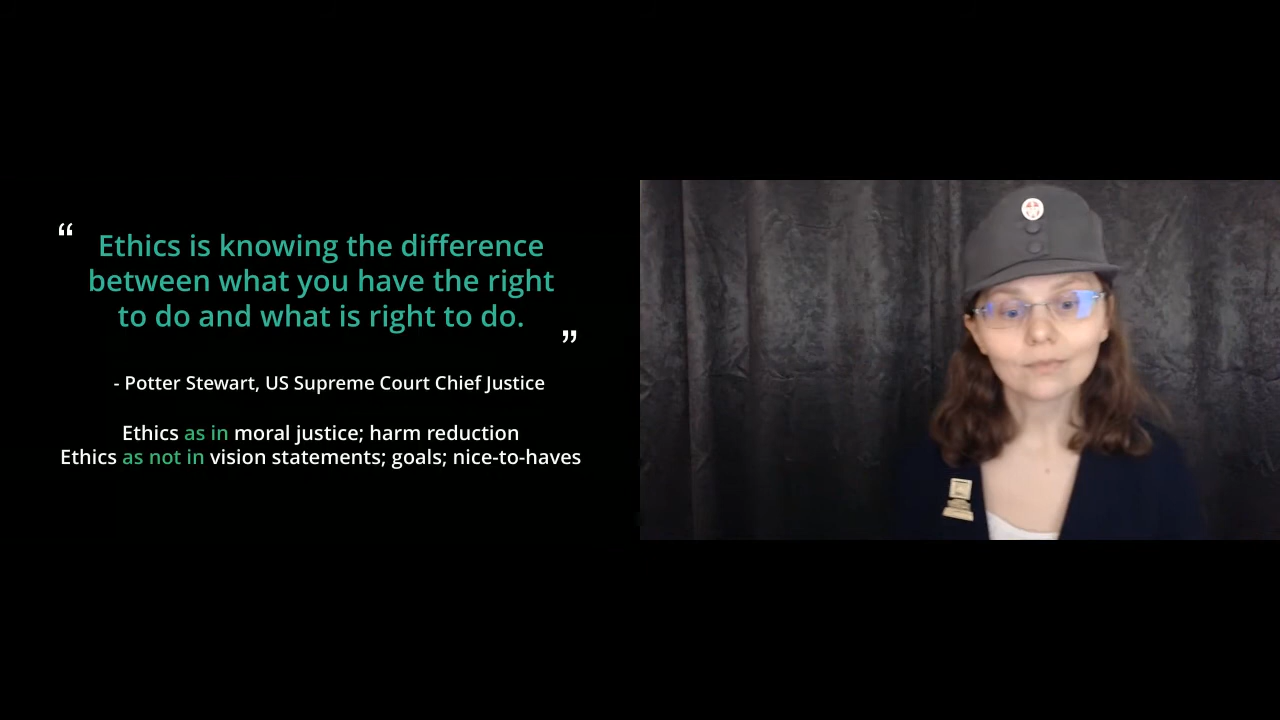 “
Ethics is knowing the difference
between what you have the right
to do and what is right to do.
”
- Potter Stewart, US Supreme Court Chief Justice
Ethics as in moral justice; harm reduction
Ethics as not in vision statements; goals; nice-to-haves